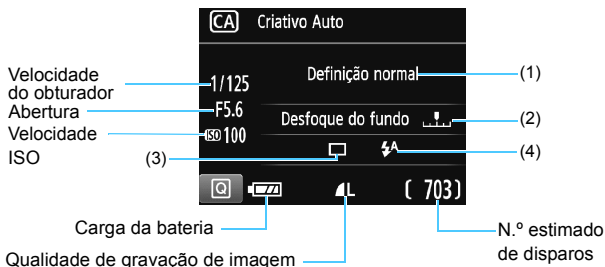 CA Criativo Auto
Velocidade do obturador
1/125
Definição normal
(1)
Abertura
F5.6
Desfoque do fundo
(2)
Velocidade ISO
ISO 100
(3)
A
(4)
Q
L
[ 703]
Carga da bateria
N.º estimado de disparos
Qualidade de gravação de imagem